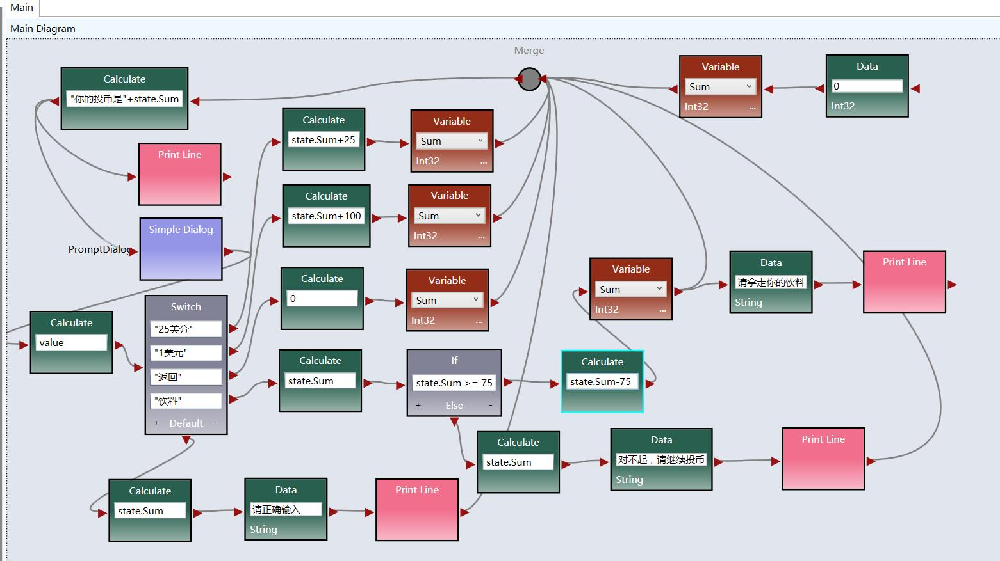 Main
Main Diagram
Merge
Calculate
"你的投币是"+state.Sum
Print Line
PromptDialog
Simple Dialog
Calculate
value
Switch
"25美分"
"1美元"
"返回"
"饮料"
+ Default -
Calculate
state.Sum+25
Variable
Sum
Int32 ...
Calculate
state.Sum+100
Variable
Sum
Int32 ...
Calculate
0
Variable
Sum
Int32 ...
Calculate
state.Sum
If
state.Sum >= 75
+ Else -
Calculate
state.Sum-75
Variable
Sum
Int32 ...
Data
请拿走你的饮料
String
Print Line
Variable
Sum
Int32 ...
Data
0
Int32
Calculate
state.Sum
Data
对不起，请继续投币
String
Print Line
Calculate
state.Sum
Data
请正确输入
String
Print Line